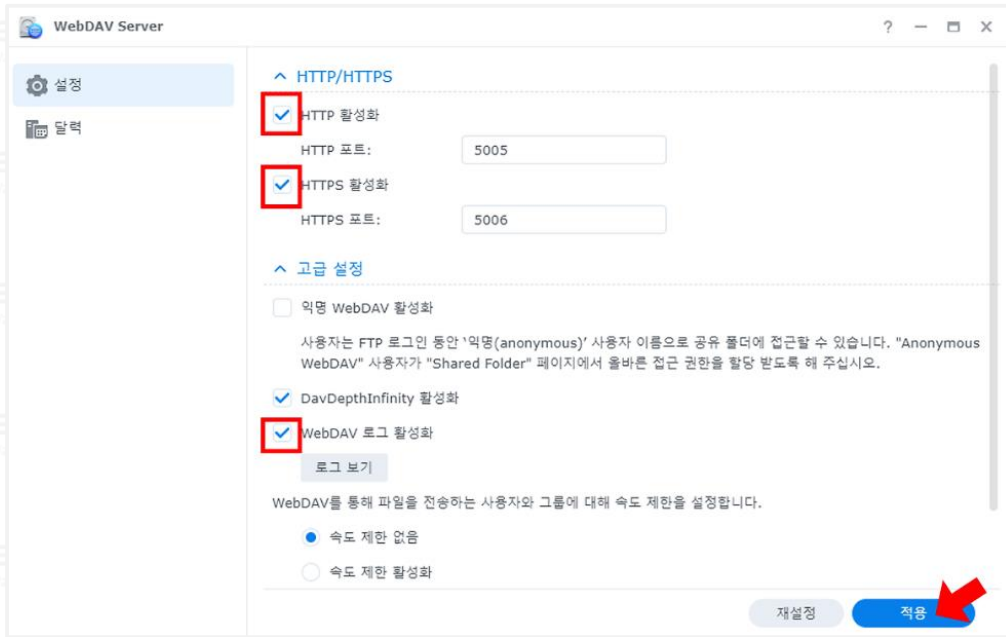 WebDAV Server
설정
달력
HTTP/HTTPS
HTTP 활성화
HTTP 포트:
5005
HTTPS 활성화
HTTPS 포트:
5006
고급 설정
익명 WebDAV 활성화
사용자는 FTP 로그인 동안 '익명(anonymous)' 사용자 이름으로 공유 폴더에 접근할 수 있습니다. "Anonymous
WebDAV" 사용자가 "Shared Folder" 페이지에서 올바른 접근 권한을 할당 받도록 해 주십시오.
DavDepthInfinity 활성화
WebDAV 로그 활성화
로그 보기
WebDAV를 통해 파일을 전송하는 사용자와 그룹에 대해 속도 제한을 설정합니다.
속도 제한 없음
속도 제한 활성화
재설정
적용